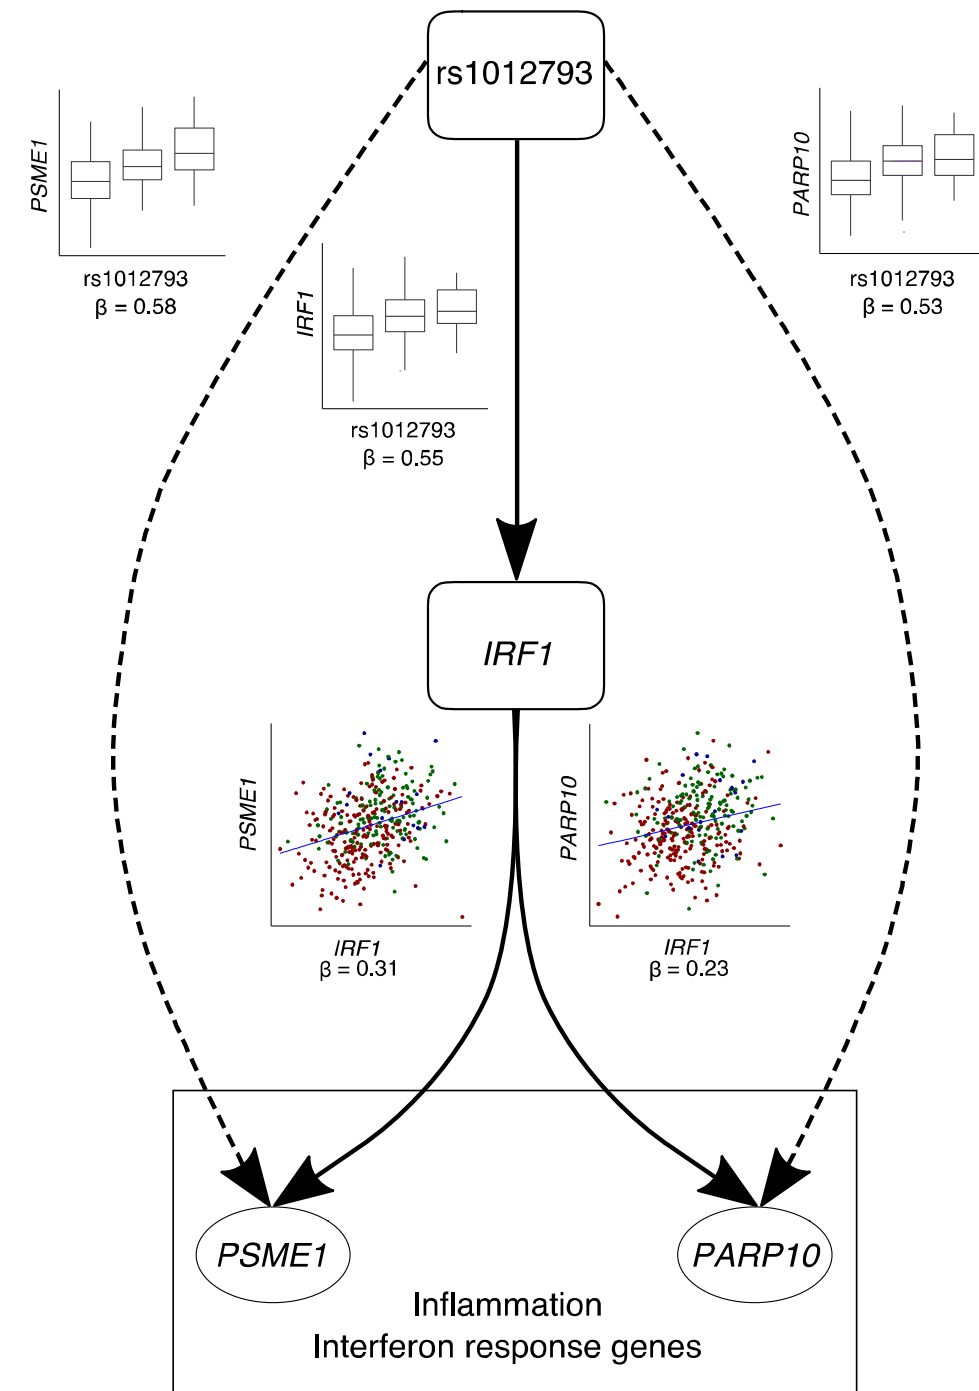 rs1012793
PSME1
rs1012793
β = 0.58
PARP10
rs1012793
β = 0.53
IRF1
rs1012793
β = 0.55
IRF1
PSME1
IRF1
β = 0.31
PARP10
IRF1
β = 0.23
PSME1
PARP10
Inflammation
Interferon response genes